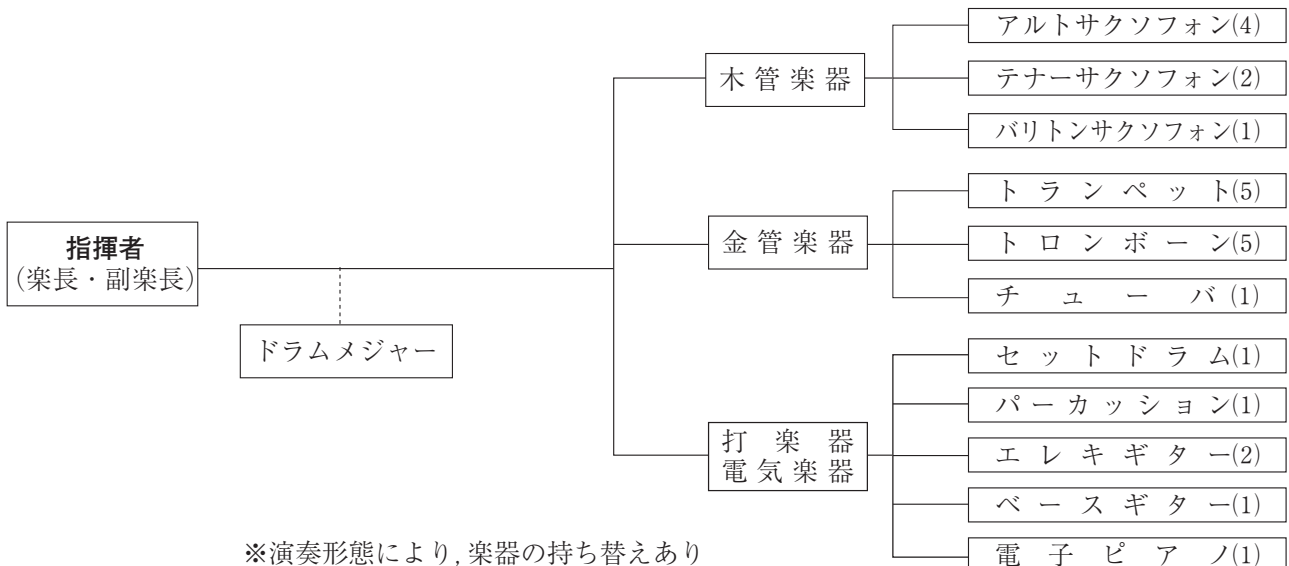 指揮者
(楽長・副楽長)
ドラムメジャー
木管楽器
アルトサクソフォン(4)
テナーサクソフォン(2)
バリトンサクソフォン(1)
金管楽器
トランペット(5)
トロンボーン(5)
チューバ(1)
打楽器
電気楽器
セットドラム(1)
パーカッション(1)
エレキギター(2)
ベースギター(1)
電子ピアノ(1)
※演奏形態により,楽器の持ち替えあり